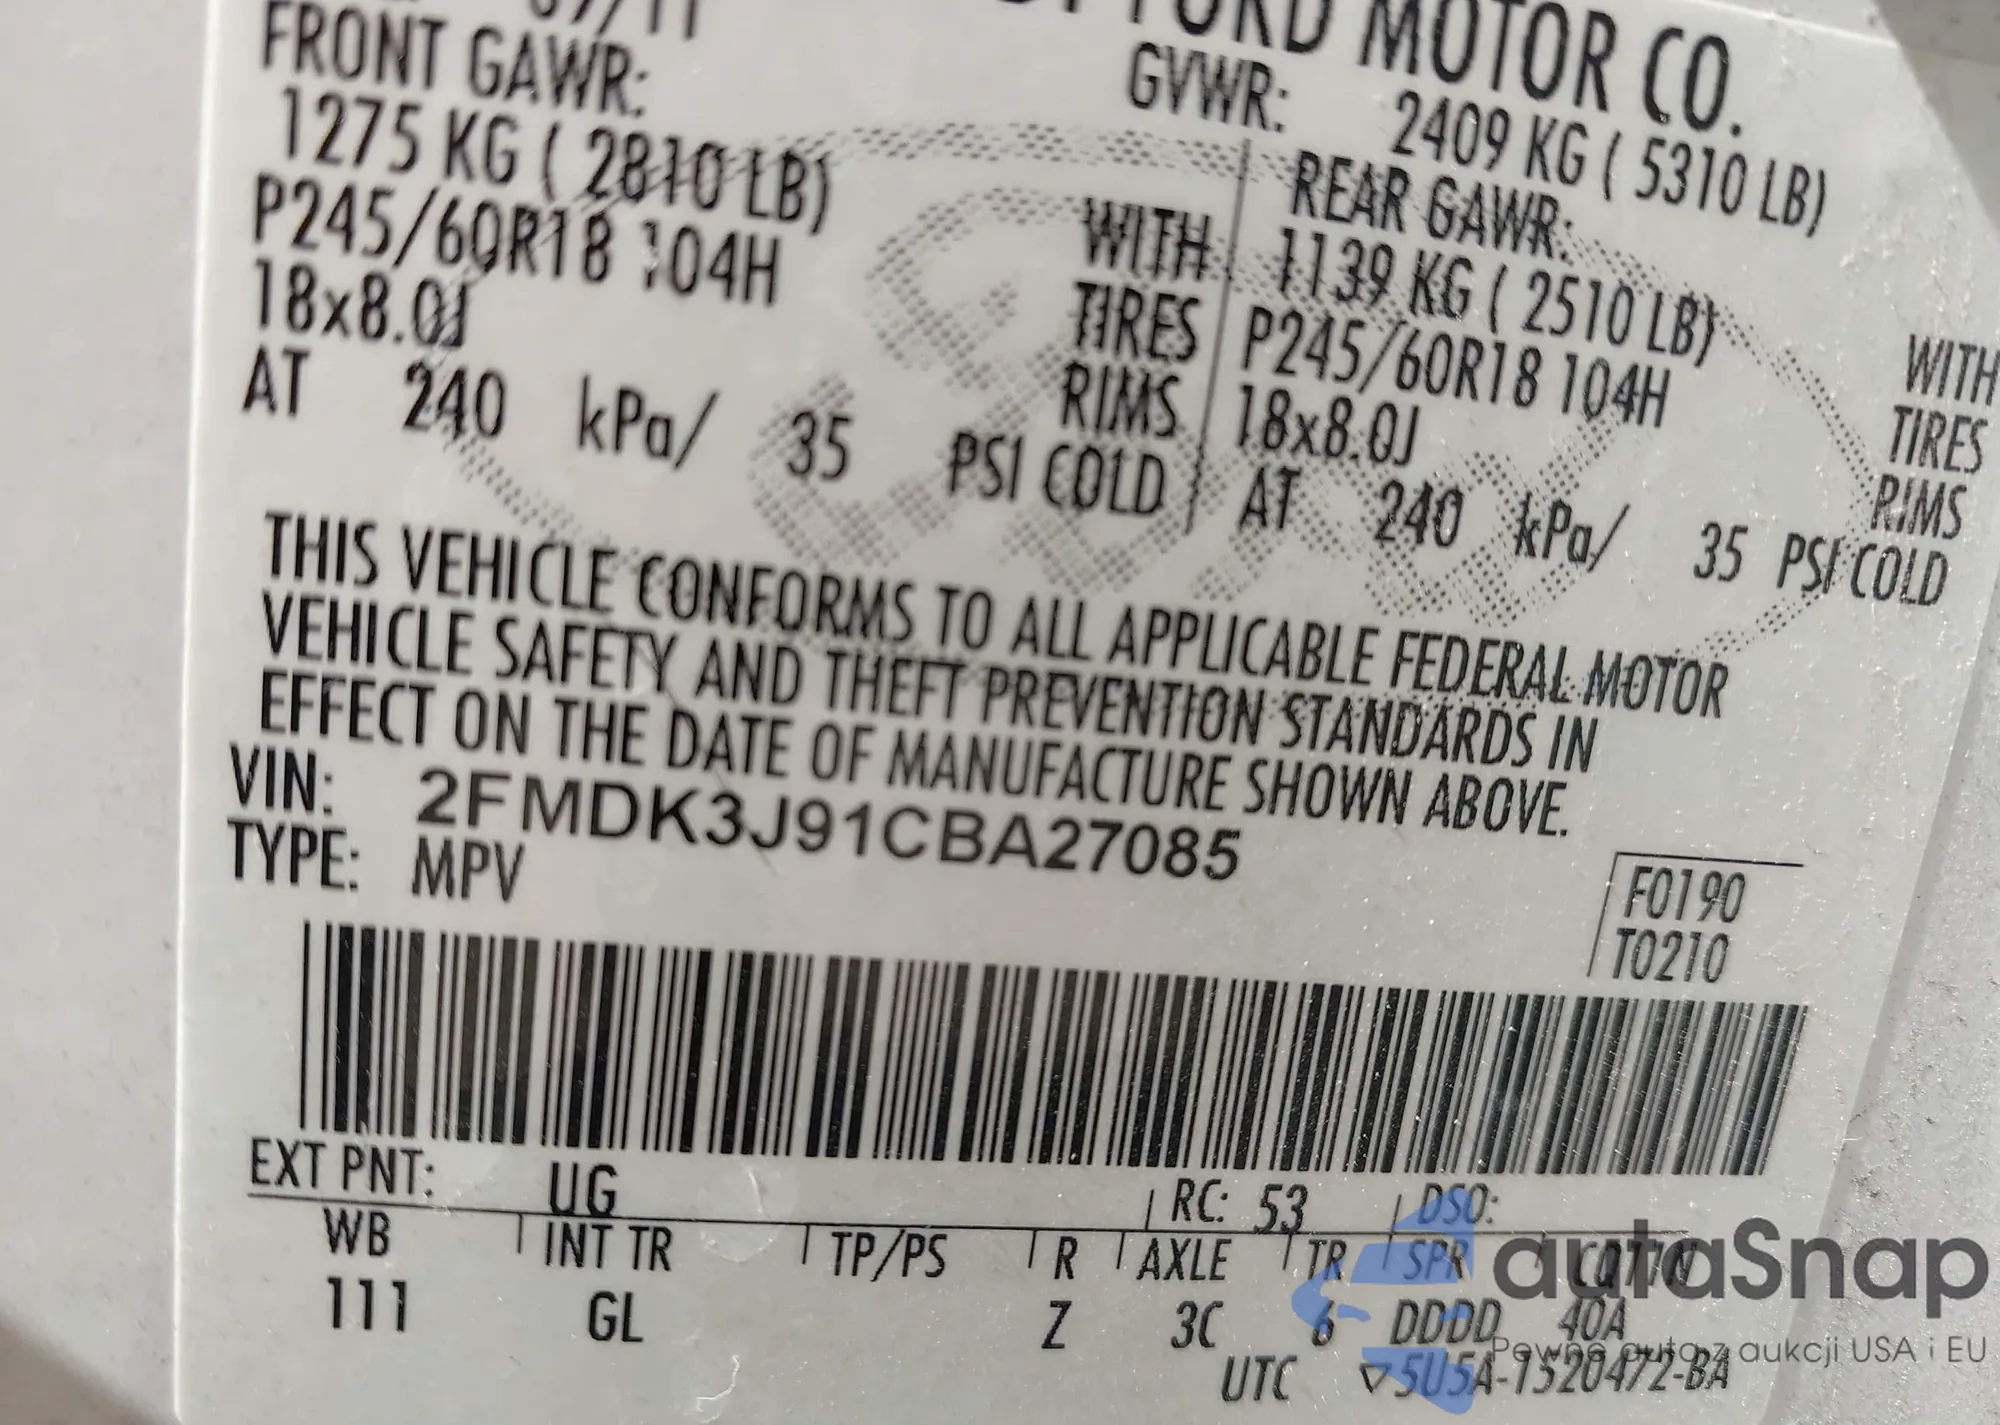 FORD MOTOR CO.
FRONT GAWR:
GVWR: 2409 KG ( 5310 LB)
1275 KG ( 2810 LB) WITH
P245/60R18 104H TIRES
18x8.0J RIMS
AT 240 kPa/ 35 PSI COLD
REAR GAWR:
1139 KG ( 2510 LB) WITH
P245/60R18 104H TIRES
18x8.0J RIMS
AT 240 kPa/ 35 PSI COLD
THIS VEHICLE CONFORMS TO ALL APPLICABLE FEDERAL MOTOR
VEHICLE SAFETY AND THEFT PREVENTION STANDARDS IN
EFFECT ON THE DATE OF MANUFACTURE SHOWN ABOVE.
VIN: 2FMDK3J91CBA27085
TYPE: MPV
F0190
T0210
EXT PNT: UG RC: 53 DSO:
WB INT TR TP/PS R AXLE TR SPR
111 GL Z 3C 6 DDDD 40A
UTC ▽5U5A-1520472-BA
autaSnap
Pewne auta z aukcji USA i EU